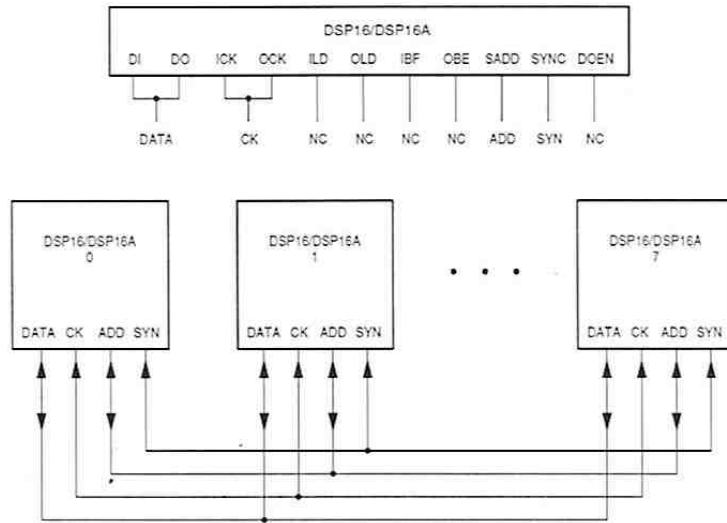 DSP16/DSP16A
DI DO ICK OCK ILD OLD IBF OBE SADD SYNC DOEN
DATA CK NC NC NC NC ADD SYN NC
DSP16/DSP16A
0
DATA CK ADD SYN
DSP16/DSP16A
1
DATA CK ADD SYN
DSP16/DSP16A
7
DATA CK ADD SYN